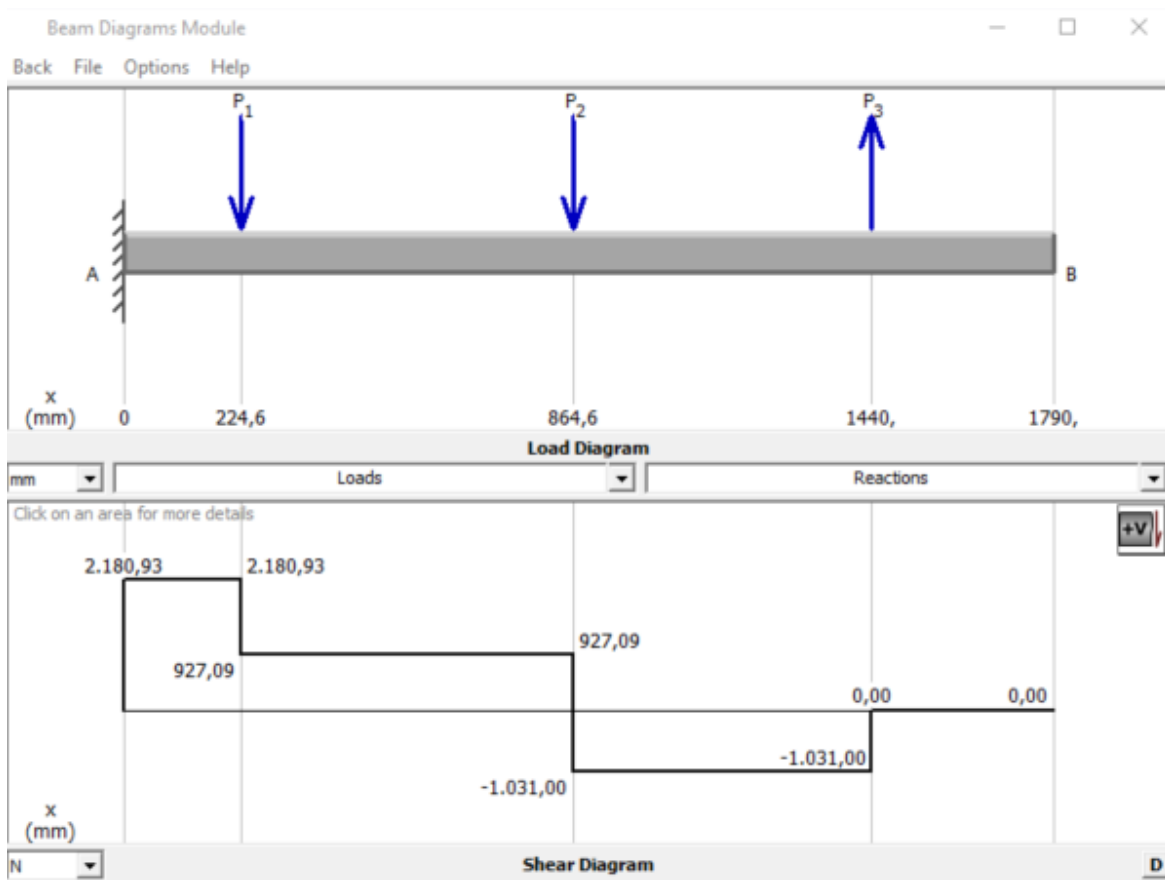 Beam Diagrams Module
Back File Options Help
P1 P2 P3
A B
x
(mm) 0 224,6 864,6 1440, 1790,
Load Diagram
mm Loads Reactions
Click on an area for more details
+V
2.180,93 2.180,93
927,09
927,09
0,00 0,00
-1.031,00
-1.031,00
x
(mm)
N Shear Diagram D